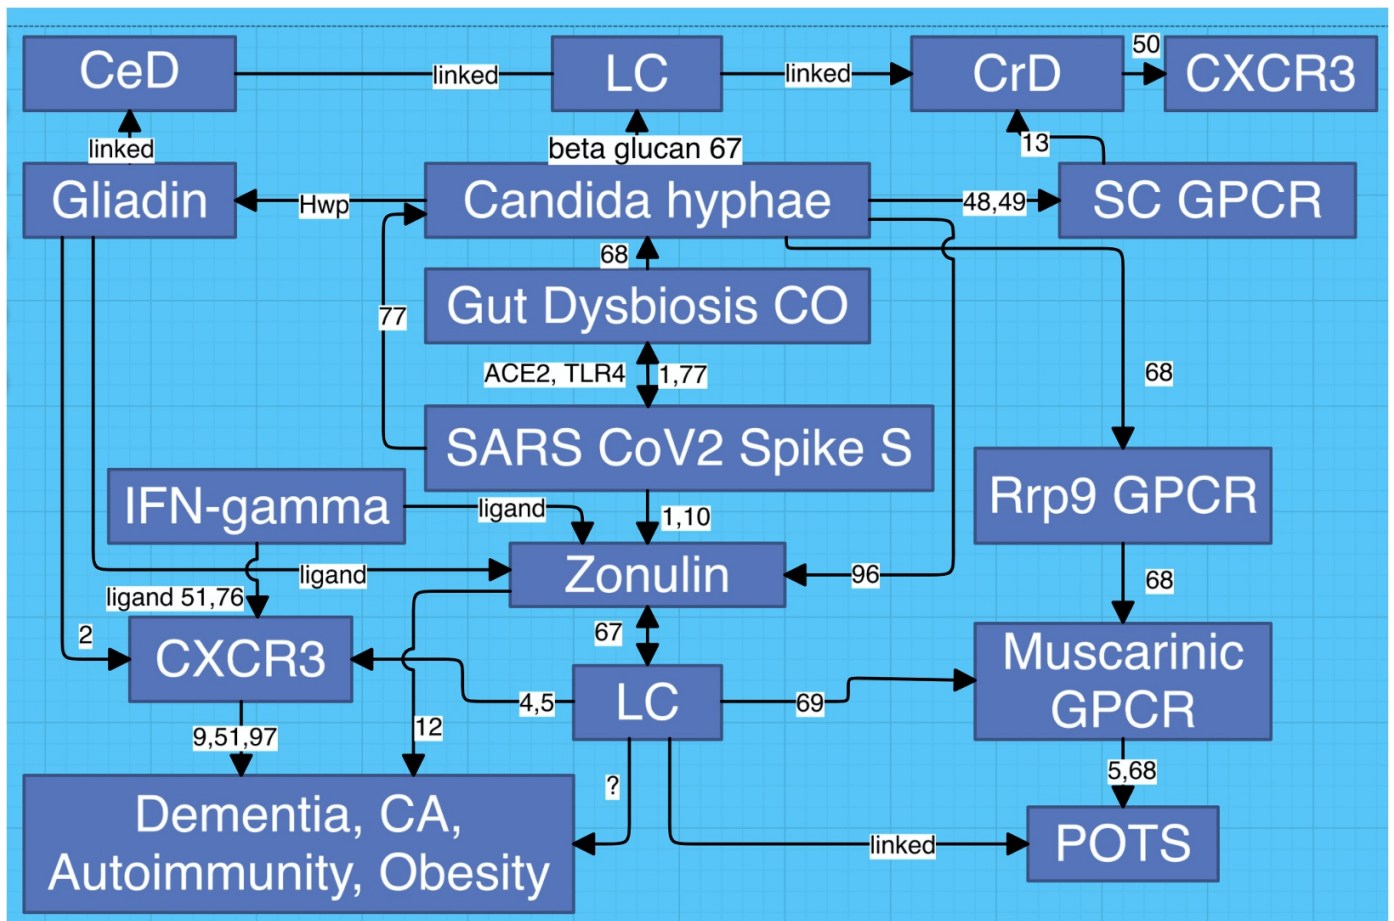 CeD
linked
LC
linked
CrD
50
CXCR3
linked
beta glucan 67
13
Gliadin
Hwp
Candida hyphae
48,49
SC GPCR
68
Gut Dysbiosis CO
77
ACE2, TLR4
1,77
68
SARS CoV2 Spike S
IFN-gamma
ligand
1,10
Rrp9 GPCR
ligand
Zonulin
96
68
ligand 51,76
2
CXCR3
67
4,5
LC
69
Muscarinic
GPCR
9,51,97
12
?
5,68
Dementia, CA,
Autoimmunity, Obesity
linked
POTS